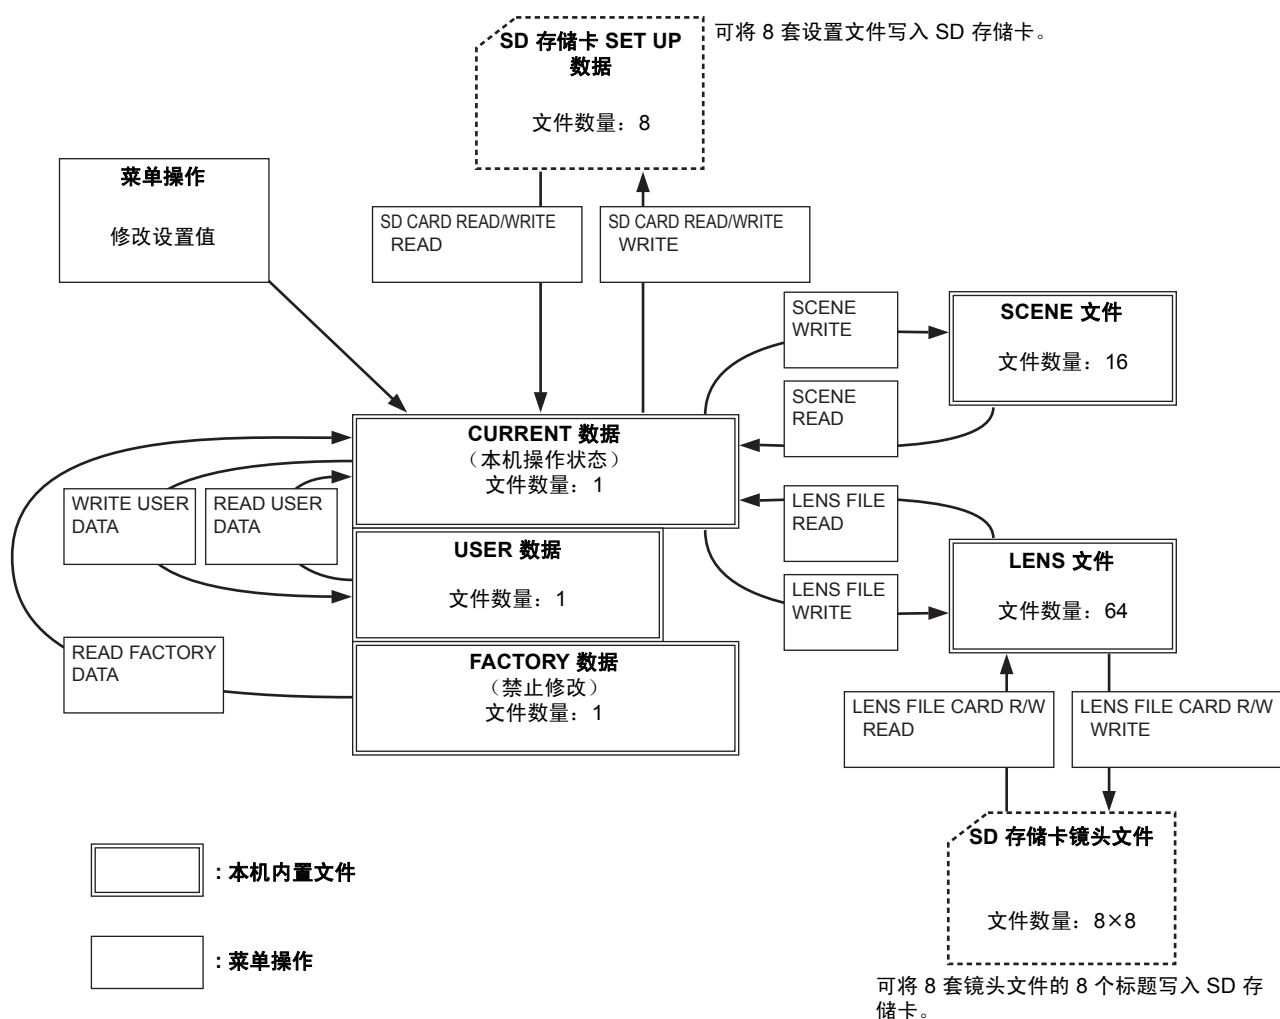 SD 存储卡 SET UP
数据
文件数量：8
可将 8 套设置文件写入 SD 存储卡。
菜单操作
修改设置值
SD CARD READ/WRITE
READ
SD CARD READ/WRITE
WRITE
SCENE
WRITE
SCENE 文件
文件数量：16
SCENE
READ
CURRENT 数据
（本机操作状态）
文件数量：1
WRITE USER
DATA
READ USER
DATA
LENS FILE
READ
USER 数据
文件数量：1
LENS FILE
WRITE
LENS 文件
文件数量：64
READ FACTORY
DATA
FACTORY 数据
（禁止修改）
文件数量：1
LENS FILE CARD R/W
READ
LENS FILE CARD R/W
WRITE
SD 存储卡镜头文件
文件数量：8×8
：本机内置文件
：菜单操作
可将 8 套镜头文件的 8 个标题写入 SD 存
储卡。